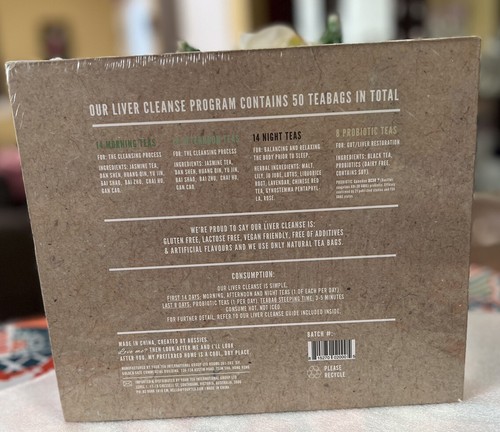 OUR LIVER CLEANSE PROGRAM CONTAINS 50 TEABAGS IN TOTAL
14 MORNING TEAS
FOR: THE CLEANSING PROCESS
INGREDIENTS: JASMINE TEA,
DAN SHEN, HUANG QIN, YU JIN,
BAI SHAO, BAI ZHU, CHAI HU,
GAN CAO.
FOR: THE CLEANSING PROCESS
INGREDIENTS: JASMINE TEA,
DAN SHEN, HUANG QIN, YU JIN,
BAI SHAO, BAI ZHU, CHAI HU,
GAN CAO.
14 NIGHT TEAS
FOR: BALANCING AND RELAXING
THE BODY PRIOR TO SLEEP.
HERBAL INGREDIENTS: MALT,
LILY, JU JUBE, LOTUS, LIQUORICE
ROOT, LAVENDER, CHINESE RED
TEA, GYNOSTEMMA PENTAPHYL
LA, ROSE.
8 PROBIOTIC TEAS
FOR: GUT/LIVER RESTORATION
INGREDIENTS: BLACK TEA,
PROBIOTICS (DAIRY FREE,
CONTAINS SOY)
WE'RE PROUD TO SAY OUR LIVER CLEANSE IS:
GLUTEN FREE, LACTOSE FREE, VEGAN FRIENDLY, FREE OF ADDITIVES
& ARTIFICIAL FLAVOURS AND WE USE ONLY NATURAL TEA BAGS
CONSUMPTION:
OUR LIVER CLEANSE IS SIMPLE,
FIRST 14 DAYS: MORNING, AFTERNOON AND NIGHT TEAS (1 OF EACH PER DAY)
LAST 8 DAYS: PROBIOTIC TEAS (1 PER DAY) TEABAG STEEPING TIME: 3-5 MINUTES
CONSUME HOT, NOT ICED
FOR FURTHER DETAIL, REFER TO OUR LIVER CLEANSE GUIDE INCLUDED INSIDE
MADE IN CHINA, CREATED BY AUSSIES.
Love me? THEN LOOK AFTER ME AND I'LL LOOK
AFTER YOU, MY PREFERRED HOME IS A COOL, DRY PLACE
BATCH #:
PLEASE
RECYCLE